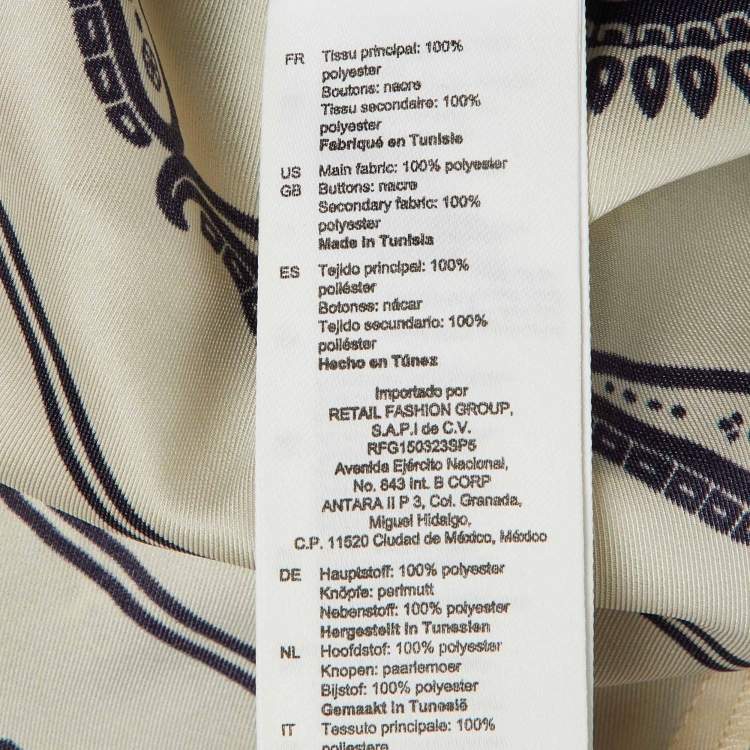 FR Tissu principal: 100%
polyester
Boutons: nacre
Tissu secondaire: 100%
polyester
Fabriqué en Tunisie
US Main fabric: 100% polyester
GB Buttons: nacre
Secondary fabric: 100%
polyester
Made in Tunisia
ES Tejido principal: 100%
poliéster
Botones: nácar
Tejido secundario: 100%
poliéster
Hecho en Túnez
Importado por
RETAIL FASHION GROUP,
S.A.P.I de C.V.
RFG150323SP5
Avenida Ejército Nacional,
No. 843 int. B CORP
ANTARA II P 3, Col. Granada,
Miguel Hidalgo,
C.P. 11520 Ciudad de México, México
DE Hauptstoff: 100% polyester
Knöpfe: perlmutt
Nebenstoff: 100% polyester
Hergestellt in Tunesien
NL Hoofdstof: 100% polyester
Knopen: paarlemoer
Bijstof: 100% polyester
Gemaakt in Tunesië
IT Tessuto principale: 100%
poliestere